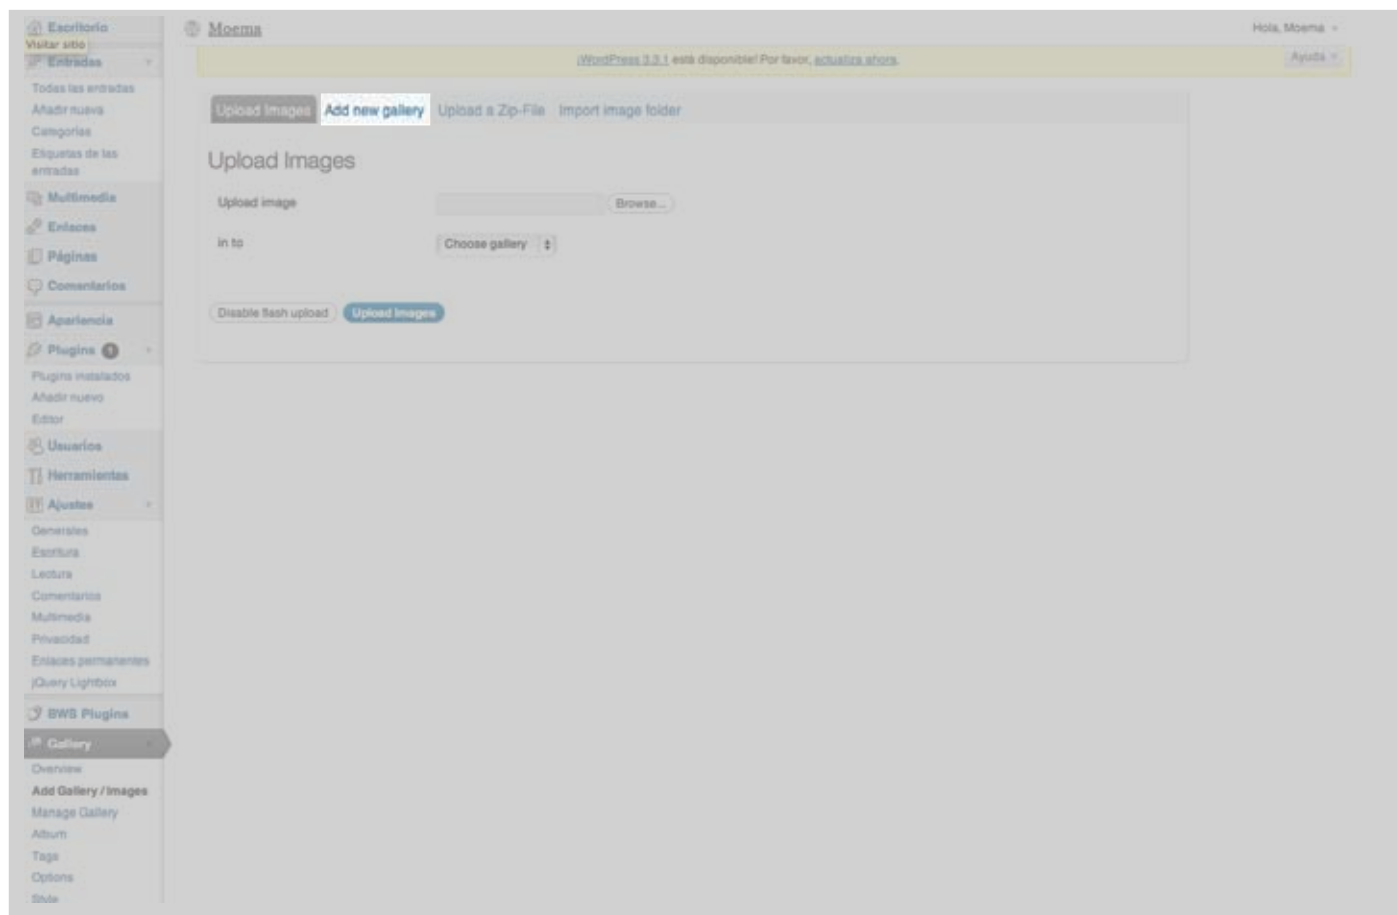 Escritorio
Moema
Hola, Moema
Visitar sitio
Entradas
¡WordPress 3.3.1 está disponible! Por favor, actualiza ahora.
Ayuda
Todas las entradas
Añadir nueva
Categorías
Etiquetas de las
entradas
Upload Images Add new gallery Upload a Zip-File Import image folder
Upload Images
Upload image
Browse...
in to
Choose gallery
Disable flash upload
Upload Images
Multimedia
Enlaces
Páginas
Comentarios
Apariencia
Plugins 1
Plugins instalados
Añadir nuevo
Editor
Usuarios
Herramientas
Ajustes
Generales
Escritura
Lectura
Comentarios
Multimedia
Privacidad
Enlaces permanentes
jQuery Lightbox
BWS Plugins
Gallery
Overview
Add Gallery / Images
Manage Gallery
Album
Tags
Options
Style